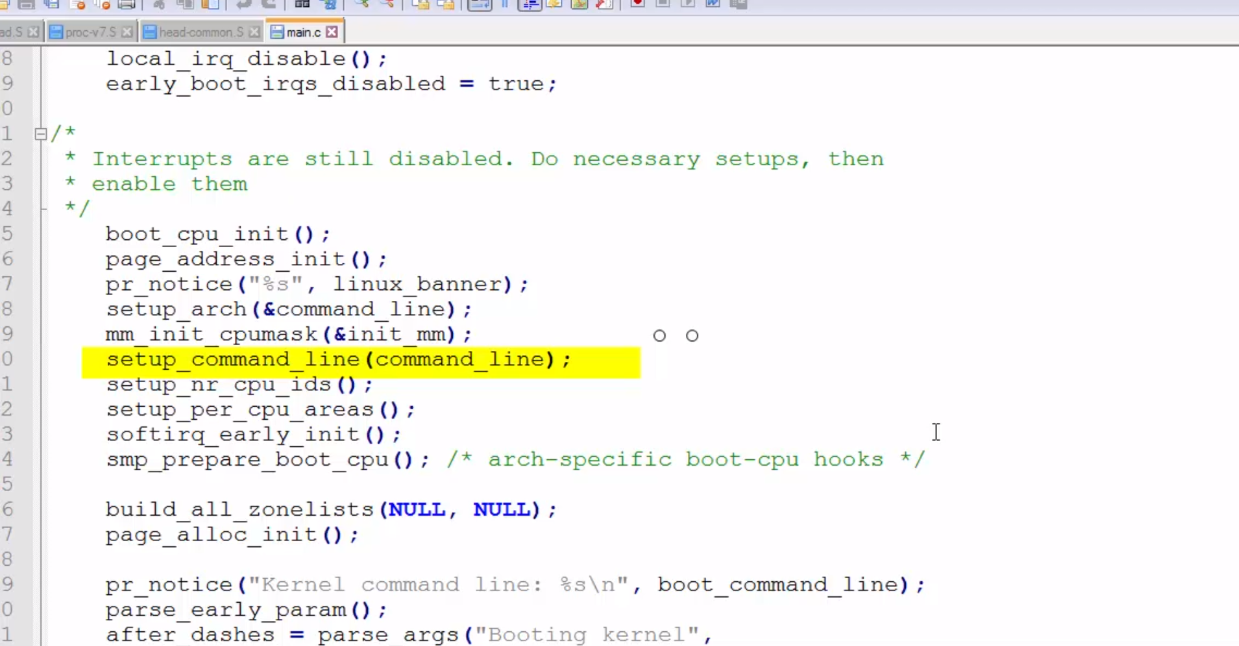 ad.S proc-v7.S head-common.S main.c
8 local_irq_disable();
9 early_boot_irqs_disabled = true;
0
1 /*
2 * Interrupts are still disabled. Do necessary setups, then
3 * enable them
4 */
5 boot_cpu_init();
6 page_address_init();
7 pr_notice("%s", linux_banner);
8 setup_arch(&command_line);
9 mm_init_cpumask(&init_mm);
0 setup_command_line(command_line);
1 setup_nr_cpu_ids();
2 setup_per_cpu_areas();
3 softirq_early_init();
4 smp_prepare_boot_cpu(); /* arch-specific boot-cpu hooks */
5
6 build_all_zonelists(NULL, NULL);
7 page_alloc_init();
8
9 pr_notice("Kernel command line: %s\n", boot_command_line);
0 parse_early_param();
1 after_dashes = parse_args("Booting kernel",